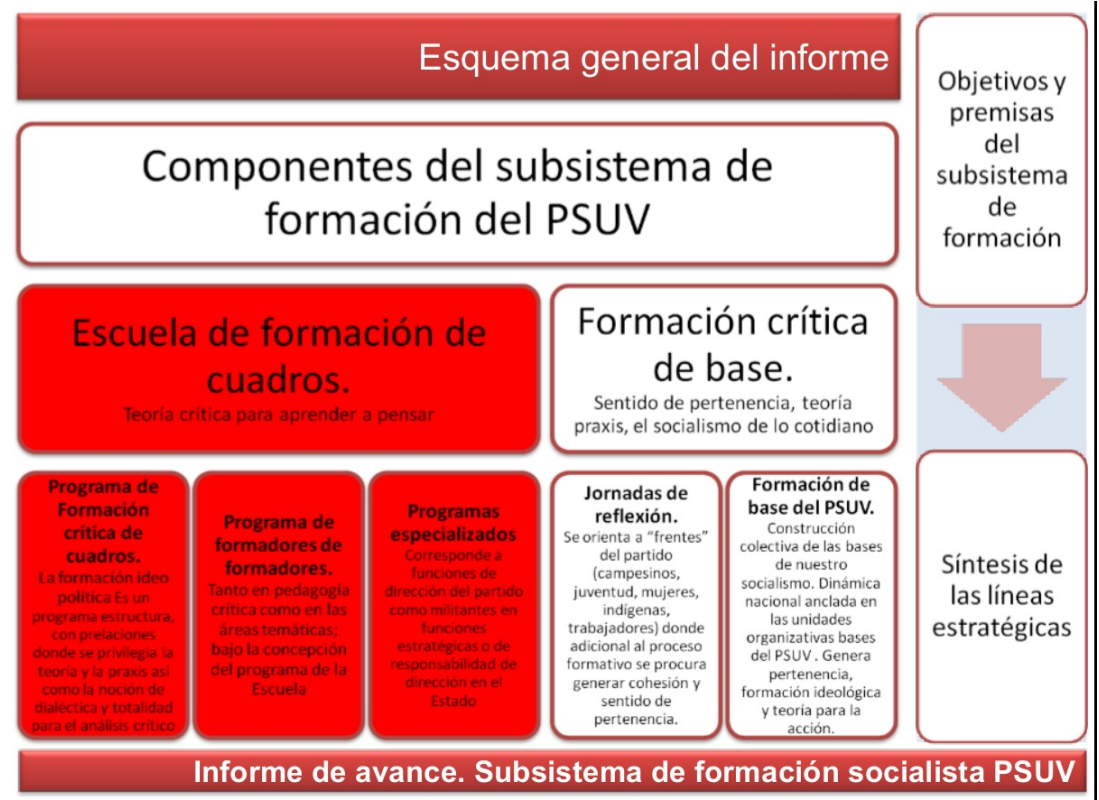 Esquema general del informe
Componentes del subsistema de
formación del PSUV
Escuela de formación de
cuadros.
Teoría crítica para aprender a pensar
Programa de
Formación
crítica de
cuadros.
La formación ideo
política Es un
programa estructura,
con prelaciones
donde se privilegia la
teoría y la praxis así
como la noción de
dialéctica y totalidad
para el análisis crítico
Programa de
formadores de
formadores.
Tanto en pedagogía
crítica como en las
áreas temáticas;
bajo la concepción
del programa de la
Escuela
Programas
especializados
Corresponde a
funciones de
dirección del partido
como militantes en
funciones
estratégicas o de
responsabilidad de
dirección en el
Estado
Formación crítica
de base.
Sentido de pertenencia, teoría
praxis, el socialismo de lo cotidiano
Jornadas de
reflexión.
Se orienta a “frentes”
del partido
(campesinos,
juventud, mujeres,
indígenas,
trabajadores) donde
adicional al proceso
formativo se procura
generar cohesión y
sentido de
pertenencia.
Formación de
base del PSUV.
Construcción
colectiva de las bases
de nuestro
socialismo. Dinámica
nacional anclada en
las unidades
organizativas bases
del PSUV . Genera
pertenencia,
formación ideológica
y teoría para la
acción.
Objetivos y
premisas
del
subsistema
de
formación
Síntesis de
las líneas
estratégicas
Informe de avance. Subsistema de formación socialista PSUV